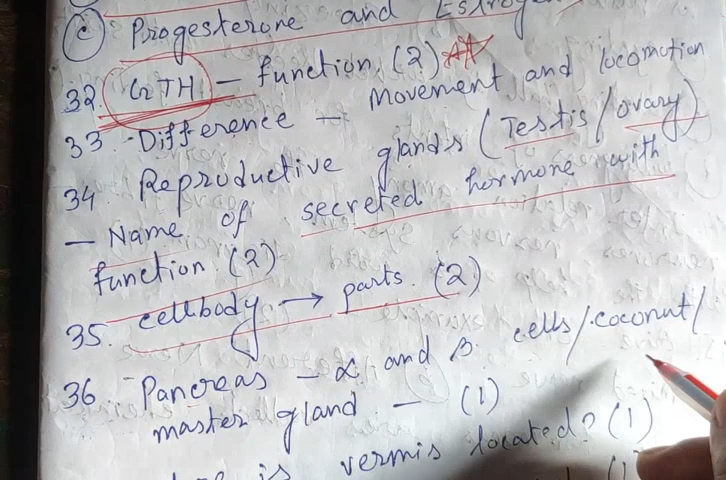 (C) Progesterone and Estrog
32. GTH - function (2)
33. Difference - Movement and locomotion
34 Reproductive glands (Testis/ovary)
- Name of secreted hormone with
function (2)
35. cellbody → parts. (2)
36. Pancreas - α and β cells/coconut/
master gland - (1)
is vermis located? (1)